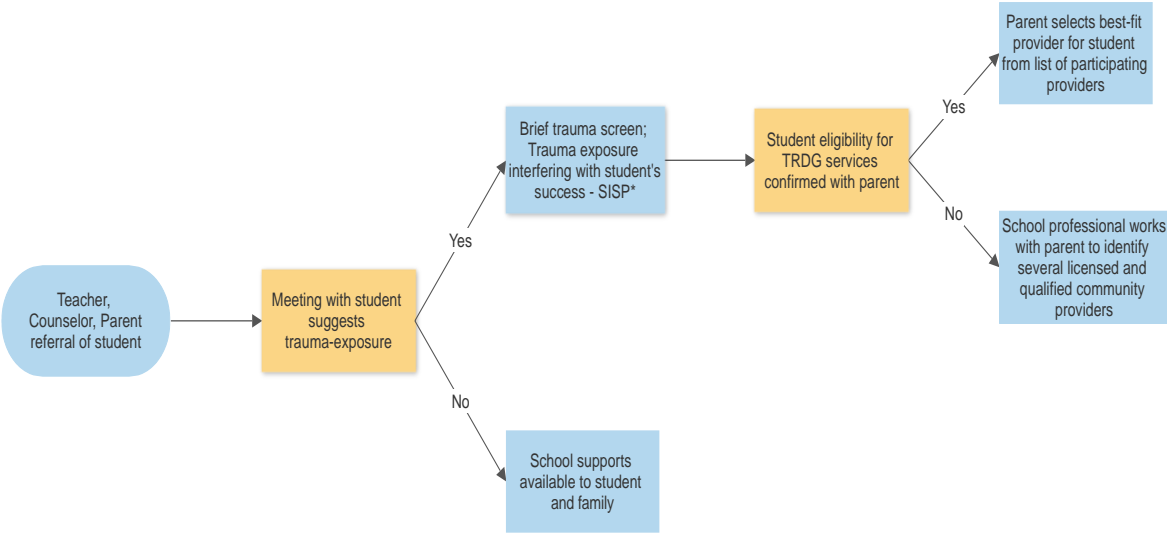 Teacher,
Counselor, Parent
referral of student
Meeting with student
suggests
trauma-exposure
Yes
Brief trauma screen;
Trauma exposure
interfering with student's
success - SISP*
Student eligibility for
TRDG services
confirmed with parent
Yes
Parent selects best-fit
provider for student
from list of participating
providers
No
School professional works
with parent to identify
several licensed and
qualified community
providers
No
School supports
available to student
and family